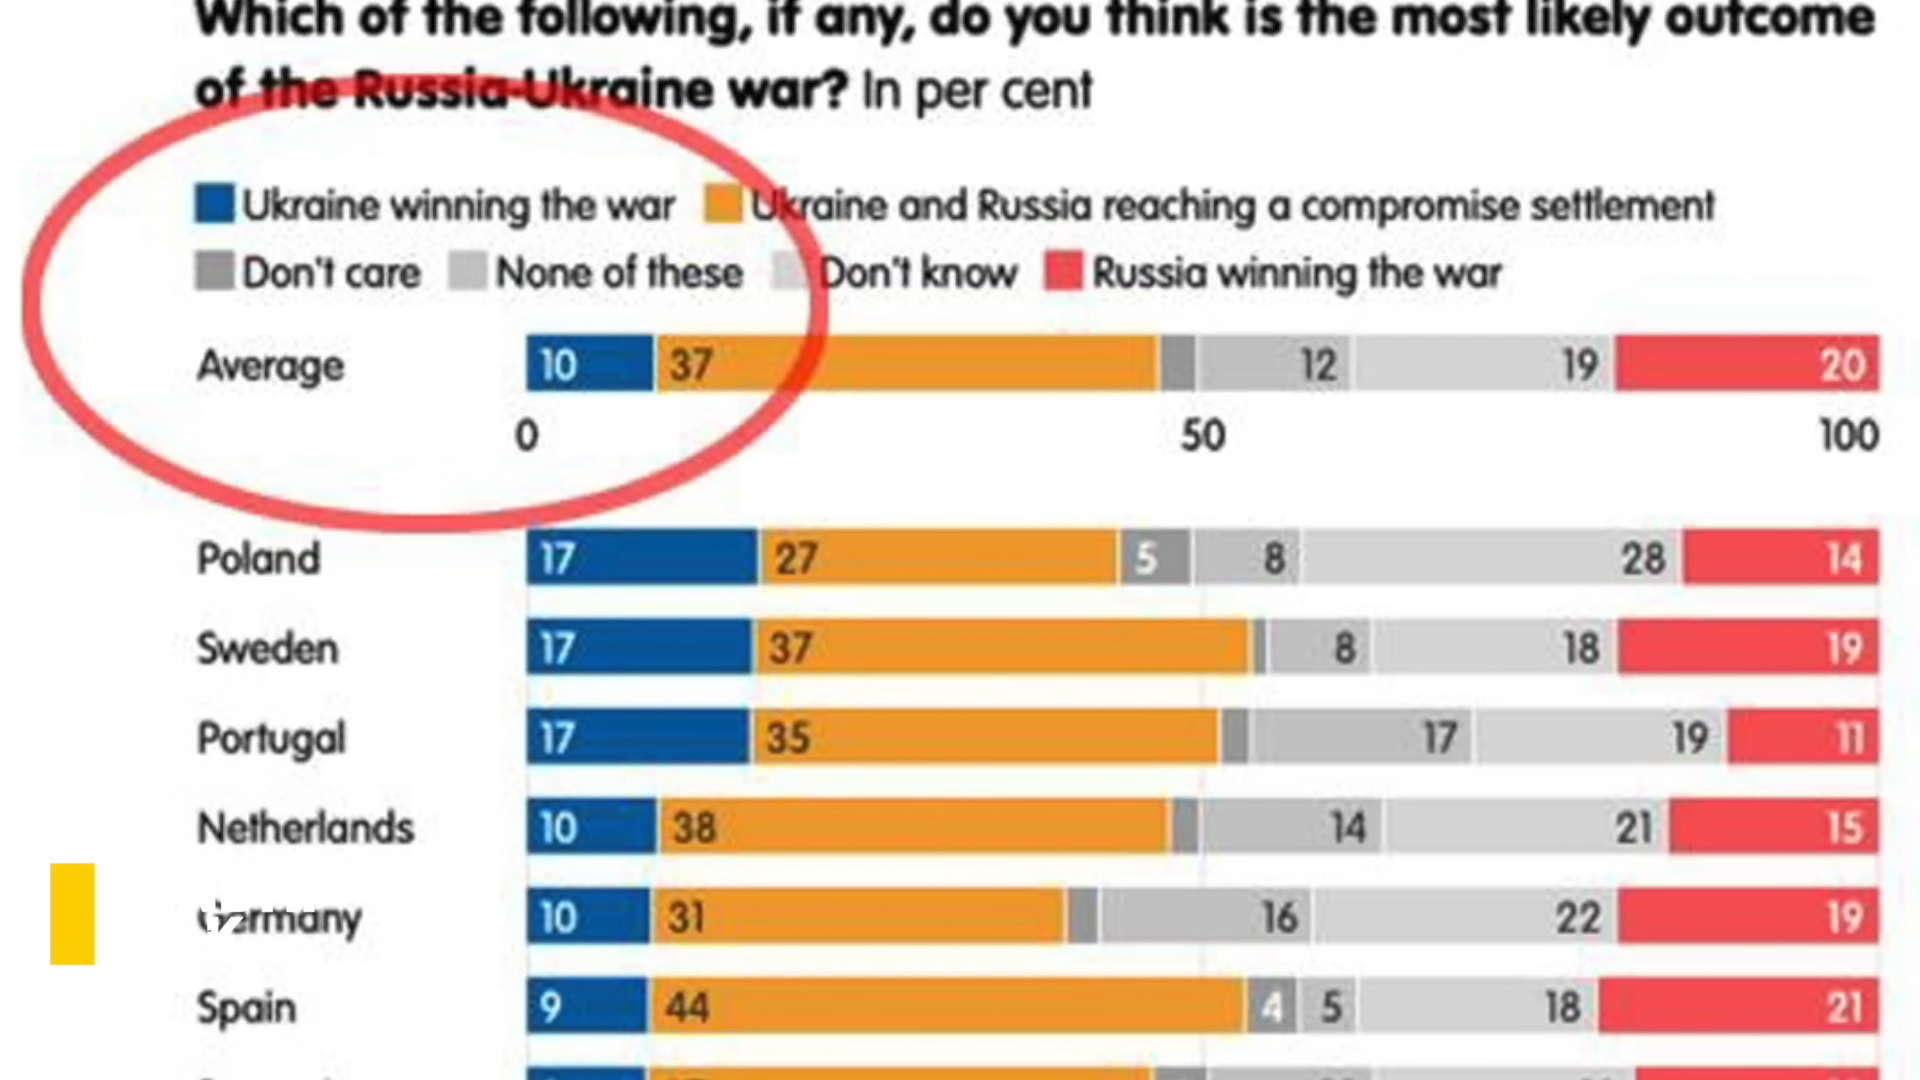 Which of the following, if any, do you think is the most likely outcome
of the Russia-Ukraine war? In per cent
Ukraine winning the war Ukraine and Russia reaching a compromise settlement
Don't care None of these Don't know Russia winning the war
Average 10 37 12 19 20
0 50 100
Poland 17 27 5 8 28 14
Sweden 17 37 8 18 19
Portugal 17 35 17 19 11
Netherlands 10 38 14 21 15
Germany 10 31 16 22 19
Spain 9 44 4 5 18 21